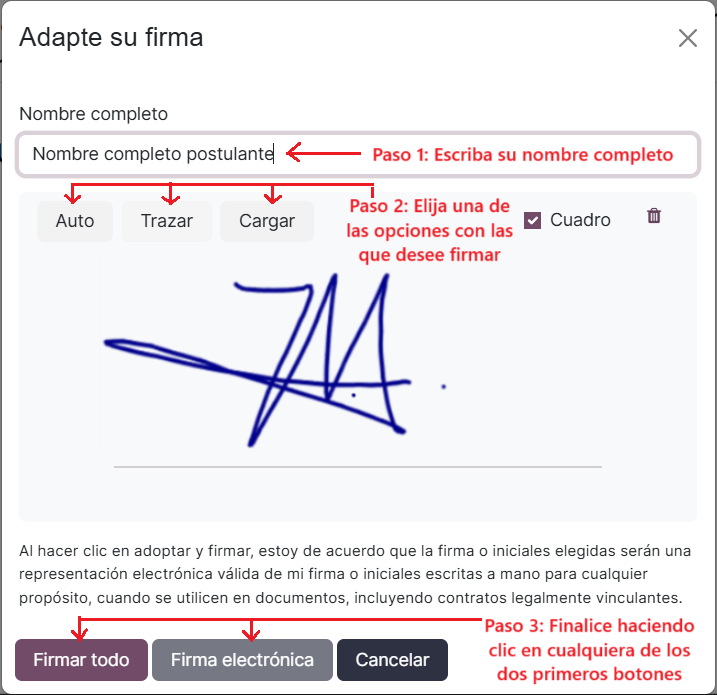 Adapte su firma
Nombre completo
Nombre completo postulante
Paso 1: Escriba su nombre completo
Auto
Trazar
Cargar
Paso 2: Elija una de
las opciones con las
que desee firmar
Cuadro
Al hacer clic en adoptar y firmar, estoy de acuerdo que la firma o iniciales elegidas serán una
representación electrónica válida de mi firma o iniciales escritas a mano para cualquier
propósito, cuando se utilicen en documentos, incluyendo contratos legalmente vinculantes.
Paso 3: Finalice haciendo
clic en cualquiera de los
dos primeros botones
Firmar todo
Firma electrónica
Cancelar